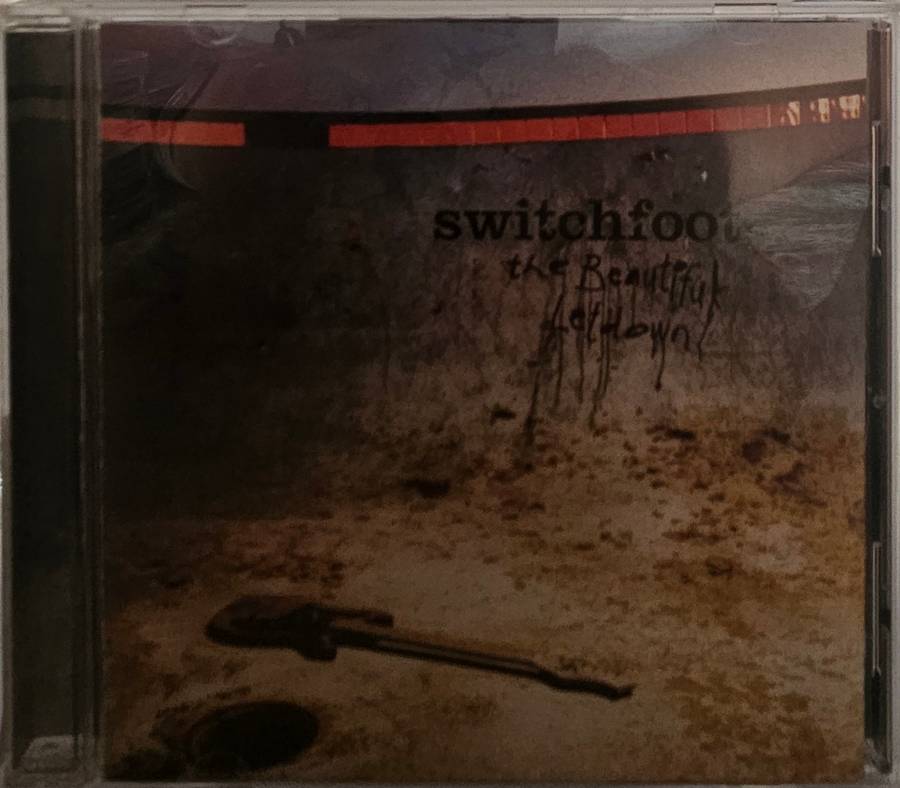 switchfoot
the Beautiful
Letdown